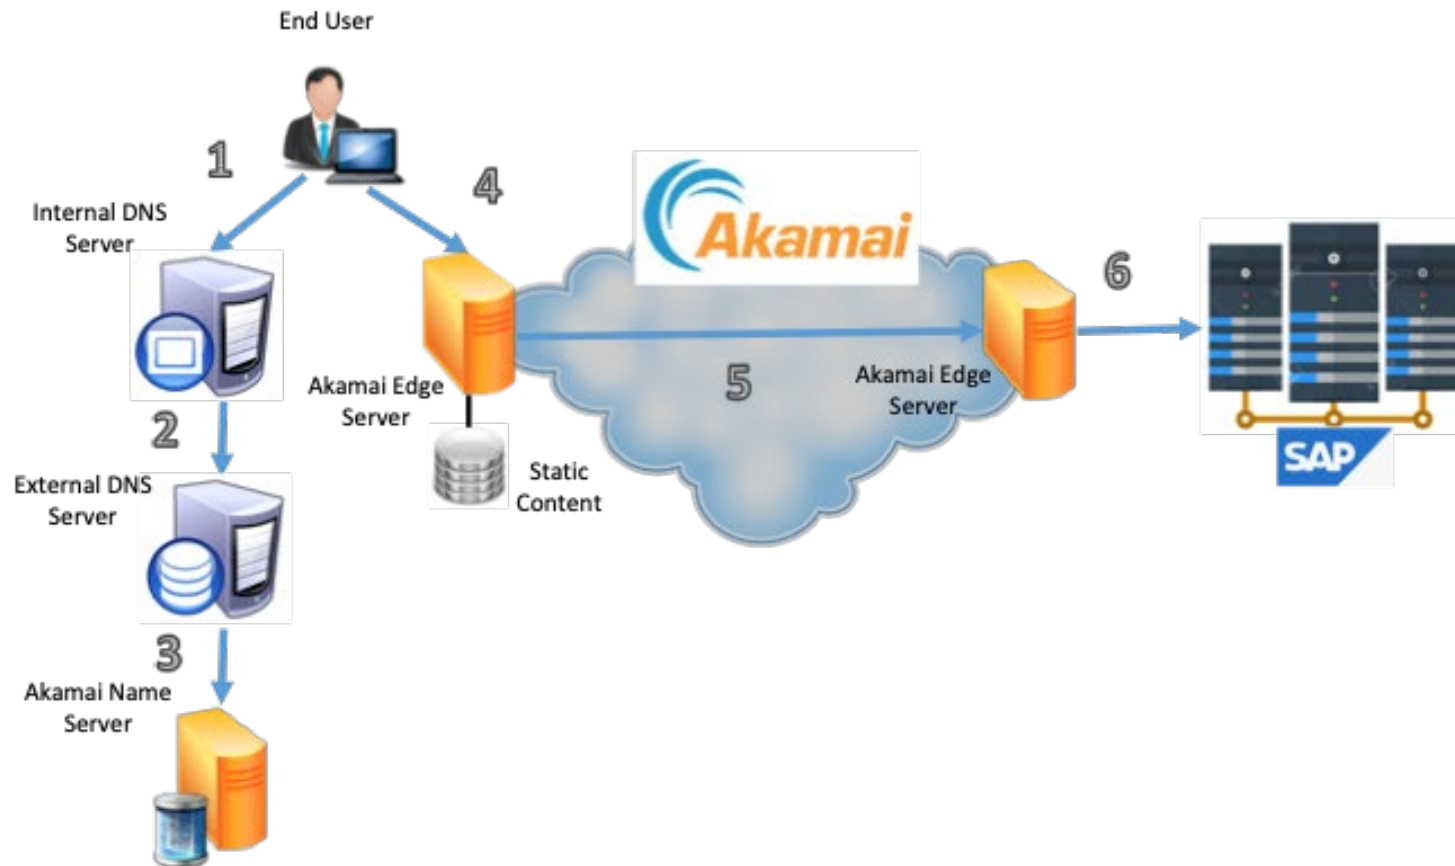 End User
1
4
Akamai
Internal DNS
Server
6
Akamai Edge
Server
5
Akamai Edge
Server
2
SAP
External DNS
Server
Static
Content
3
Akamai Name
Server